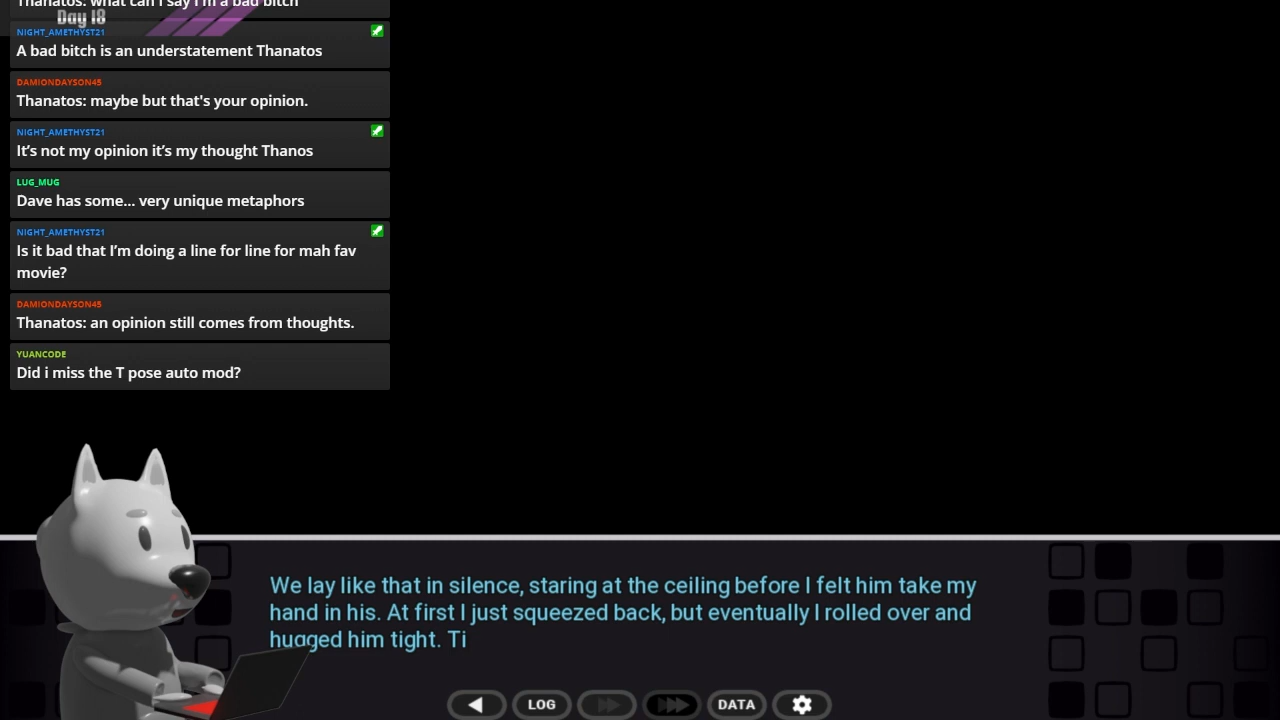 Thanatos: what can I say I'm a bad bitch
Day 18
NIGHT_AMETHYST21
A bad bitch is an understatement Thanatos
DAMIONDAYSON45
Thanatos: maybe but that's your opinion.
NIGHT_AMETHYST21
It’s not my opinion it’s my thought Thanos
LUG_MUG
Dave has some... very unique metaphors
NIGHT_AMETHYST21
Is it bad that I’m doing a line for line for mah fav
movie?
DAMIONDAYSON45
Thanatos: an opinion still comes from thoughts.
YUANCODE
Did i miss the T pose auto mod?
We lay like that in silence, staring at the ceiling before I felt him take my
hand in his. At first I just squeezed back, but eventually I rolled over and
hugged him tight. Ti
LOG
DATA